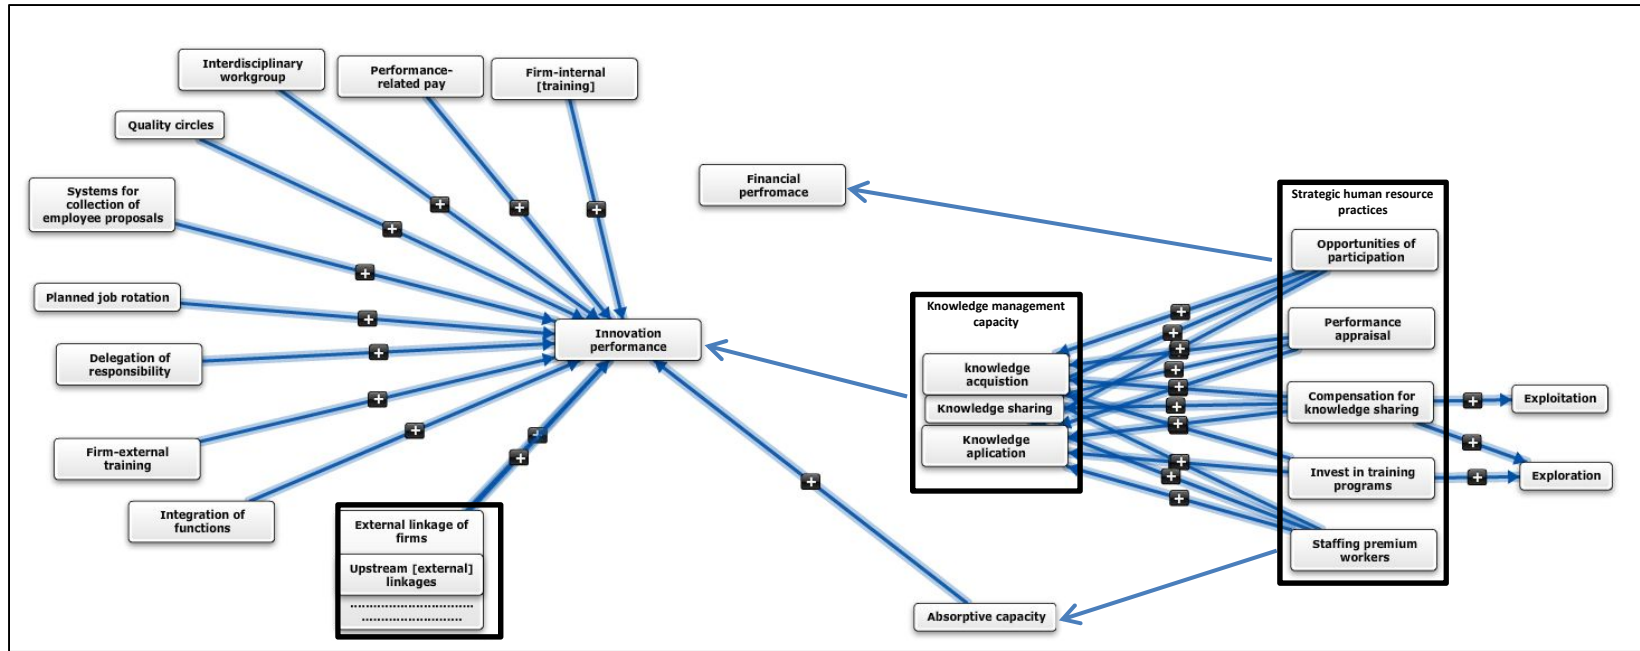 Interdisciplinary
workgroup
Performance-
related pay
Firm-internal
[training]
Quality circles
Systems for
collection of
employee proposals
Planned job rotation
Delegation of
responsibility
Firm-external
training
Integration of
functions
External linkage of
firms
Upstream [external]
linkages
Innovation
performance
Financial
perfromace
Knowledge management
capacity
knowledge
acquistion
Knowledge sharing
Knowledge
aplication
Absorptive capacity
Strategic human resource
practices
Opportunities of
participation
Performance
appraisal
Compensation for
knowledge sharing
Invest in training
programs
Staffing premium
workers
Exploitation
Exploration